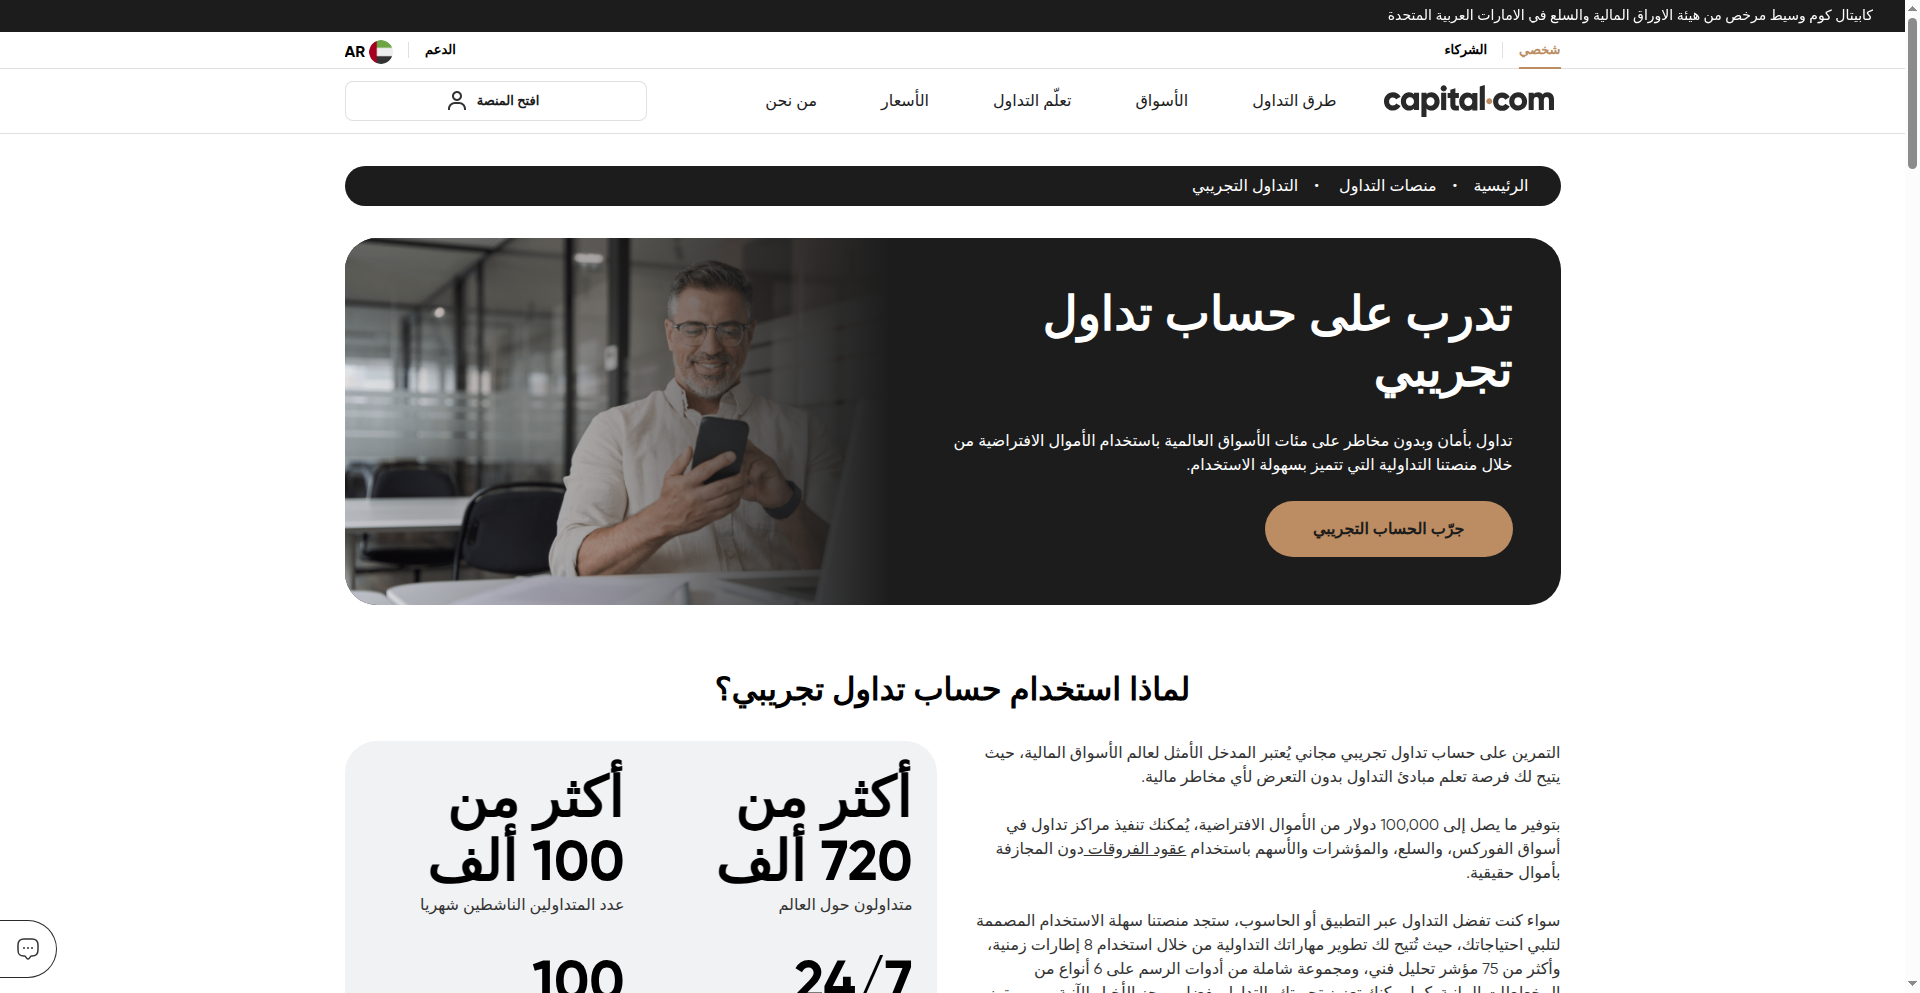 كابيتال كوم وسيط مرخص من هيئة الاوراق المالية والسلع في الامارات العربية المتحدة
شخصي
الشركاء
الدعم
AR
capital.com
طرق التداول
الأسواق
تعلّم التداول
الأسعار
من نحن
افتح المنصة
الرئيسية • منصات التداول • التداول التجريبي
تدرب على حساب تداول
تجريبي
تداول بأمان وبدون مخاطر على مئات الأسواق العالمية باستخدام الأموال الافتراضية من
خلال منصتنا التداولية التي تتميز بسهولة الاستخدام.
جرّب الحساب التجريبي
لماذا استخدام حساب تداول تجريبي؟
التمرين على حساب تداول تجريبي مجاني يُعتبر المدخل الأمثل لعالم الأسواق المالية، حيث
يتيح لك فرصة تعلم مبادئ التداول بدون التعرض لأي مخاطر مالية.
بتوفير ما يصل إلى 100,000 دولار من الأموال الافتراضية، يُمكنك تنفيذ مراكز تداول في
أسواق الفوركس، والسلع، والمؤشرات والأسهم باستخدام عقود الفروقات دون المجازفة
بأموال حقيقية.
سواء كنت تفضل التداول عبر التطبيق أو الحاسوب، ستجد منصتنا سهلة الاستخدام المصممة
لتلبي احتياجاتك، حيث تُتيح لك تطوير مهاراتك التداولية من خلال استخدام 8 إطارات زمنية،
وأكثر من 75 مؤشر تحليل فني، ومجموعة شاملة من أدوات الرسم على 6 أنواع من
أكثر من
720 ألف
متداولون حول العالم
أكثر من
100 ألف
عدد المتداولين الناشطين شهريا
24/7
100